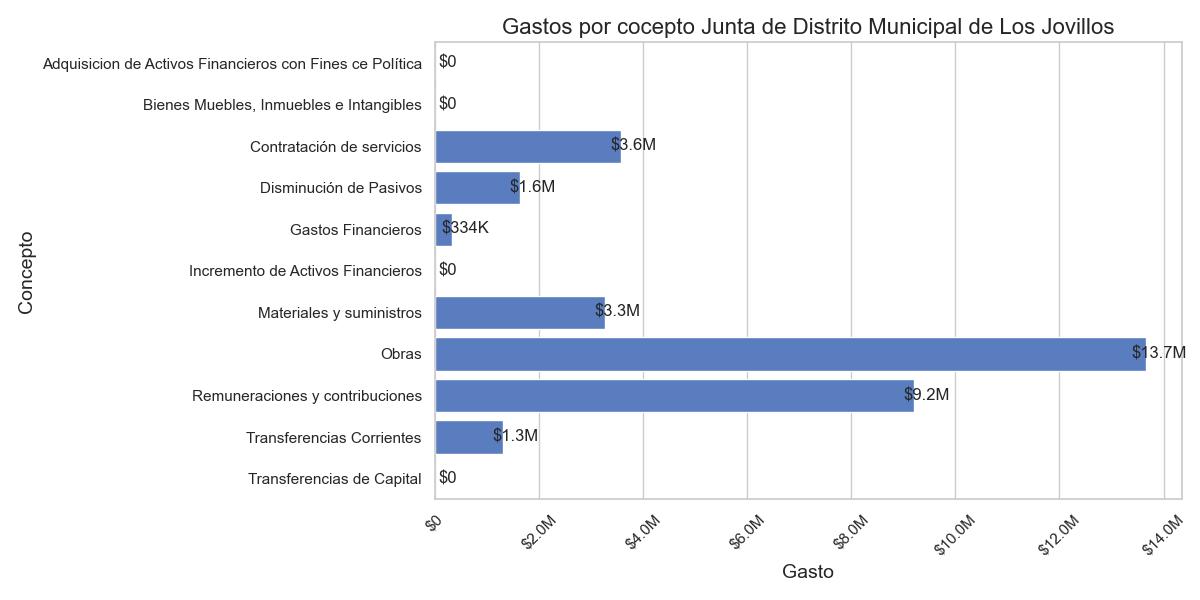 Gastos por cocepto Junta de Distrito Municipal de Los Jovillos
Concepto
Adquisicion de Activos Financieros con Fines ce Política $0
Bienes Muebles, Inmuebles e Intangibles $0
Contratación de servicios $3.6M
Disminución de Pasivos $1.6M
Gastos Financieros $334K
Incremento de Activos Financieros $0
Materiales y suministros $3.3M
Obras $13.7M
Remuneraciones y contribuciones $9.2M
Transferencias Corrientes $1.3M
Transferencias de Capital $0
$0 $2.0M $4.0M $6.0M $8.0M $10.0M $12.0M $14.0M
Gasto